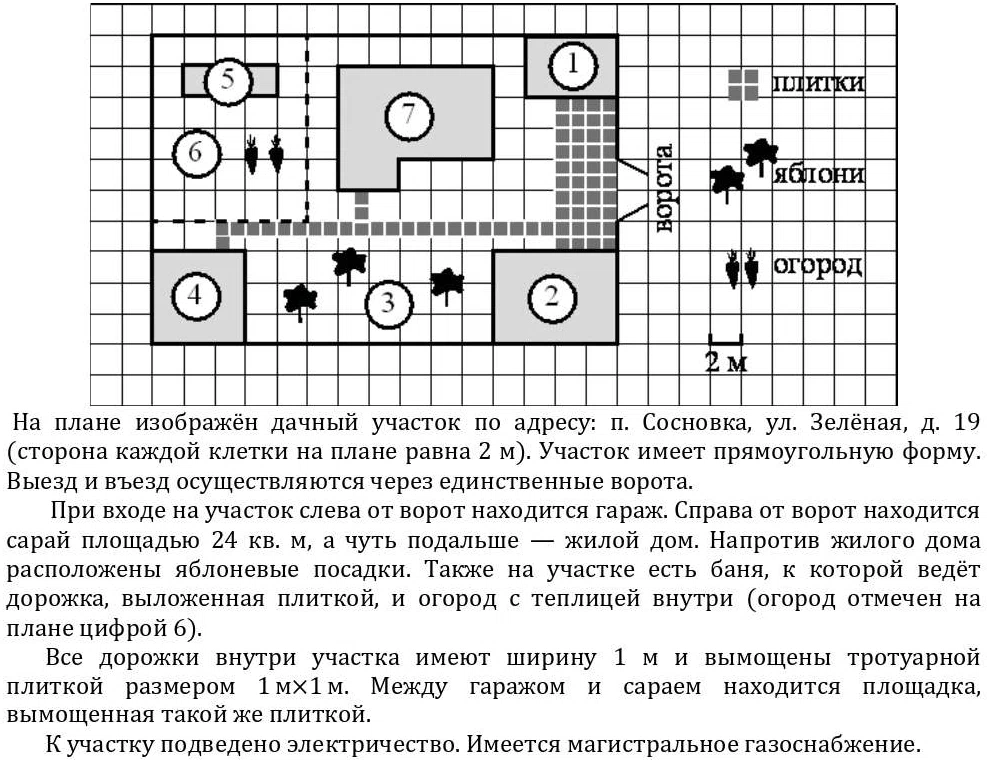 1
5
плитки
7
6
яблони
ворота
огород
4
3
2
2 м
На плане изображён дачный участок по адресу: п. Сосновка, ул. Зелёная, д. 19
(сторона каждой клетки на плане равна 2 м). Участок имеет прямоугольную форму.
Выезд и въезд осуществляются через единственные ворота.
При входе на участок слева от ворот находится гараж. Справа от ворот находится
сарай площадью 24 кв. м, а чуть подальше — жилой дом. Напротив жилого дома
расположены яблоневые посадки. Также на участке есть баня, к которой ведёт
дорожка, выложенная плиткой, и огород с теплицей внутри (огород отмечен на
плане цифрой 6).
Все дорожки внутри участка имеют ширину 1 м и вымощены тротуарной
плиткой размером 1 м×1 м. Между гаражом и сараем находится площадка,
вымощенная такой же плиткой.
К участку подведено электричество. Имеется магистральное газоснабжение.